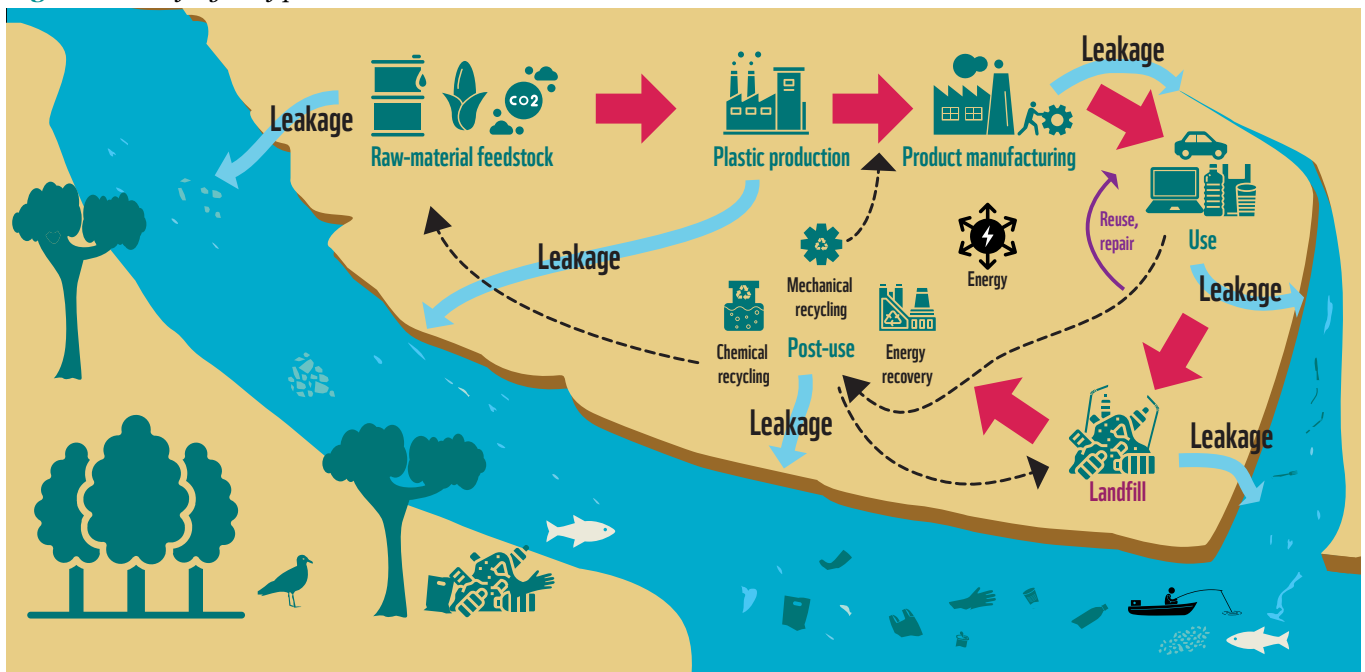 Leakage
Leakage
CO2
Raw-material feedstock
Plastic production
Product manufacturing
Reuse,
repair
Use
Leakage
Energy
Mechanical
recycling
Leakage
Chemical
recycling
Post-use
Energy
recovery
Leakage
Leakage
Landfill